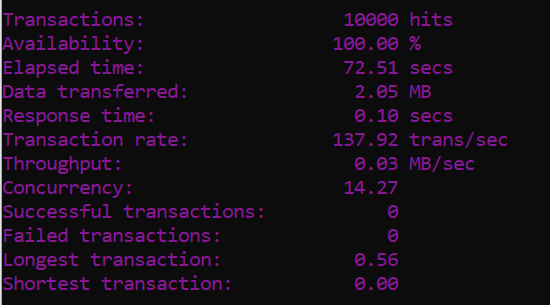 Transactions: 10000 hits
Availability: 100.00 %
Elapsed time: 72.51 secs
Data transferred: 2.05 MB
Response time: 0.10 secs
Transaction rate: 137.92 trans/sec
Throughput: 0.03 MB/sec
Concurrency: 14.27
Successful transactions: 0
Failed transactions: 0
Longest transaction: 0.56
Shortest transaction: 0.00